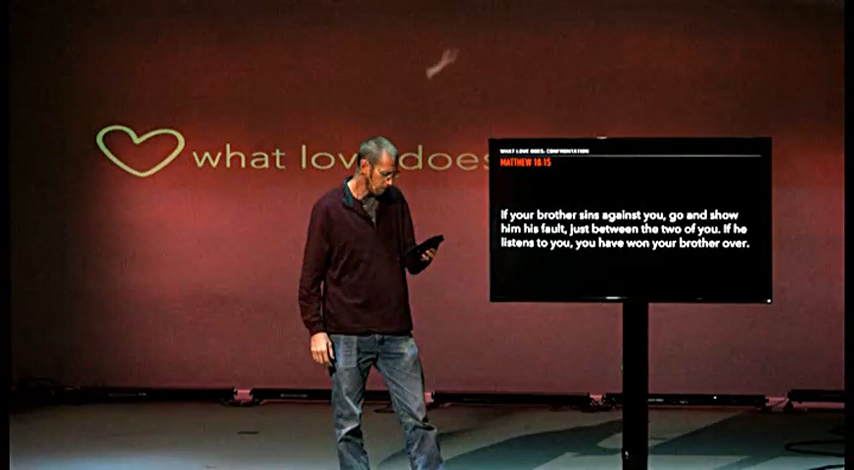 what love does
WHAT LOVE DOES: CONFRONTATION
MATTHEW 18:15
If your brother sins against you, go and show
him his fault, just between the two of you. If he
listens to you, you have won your brother over.